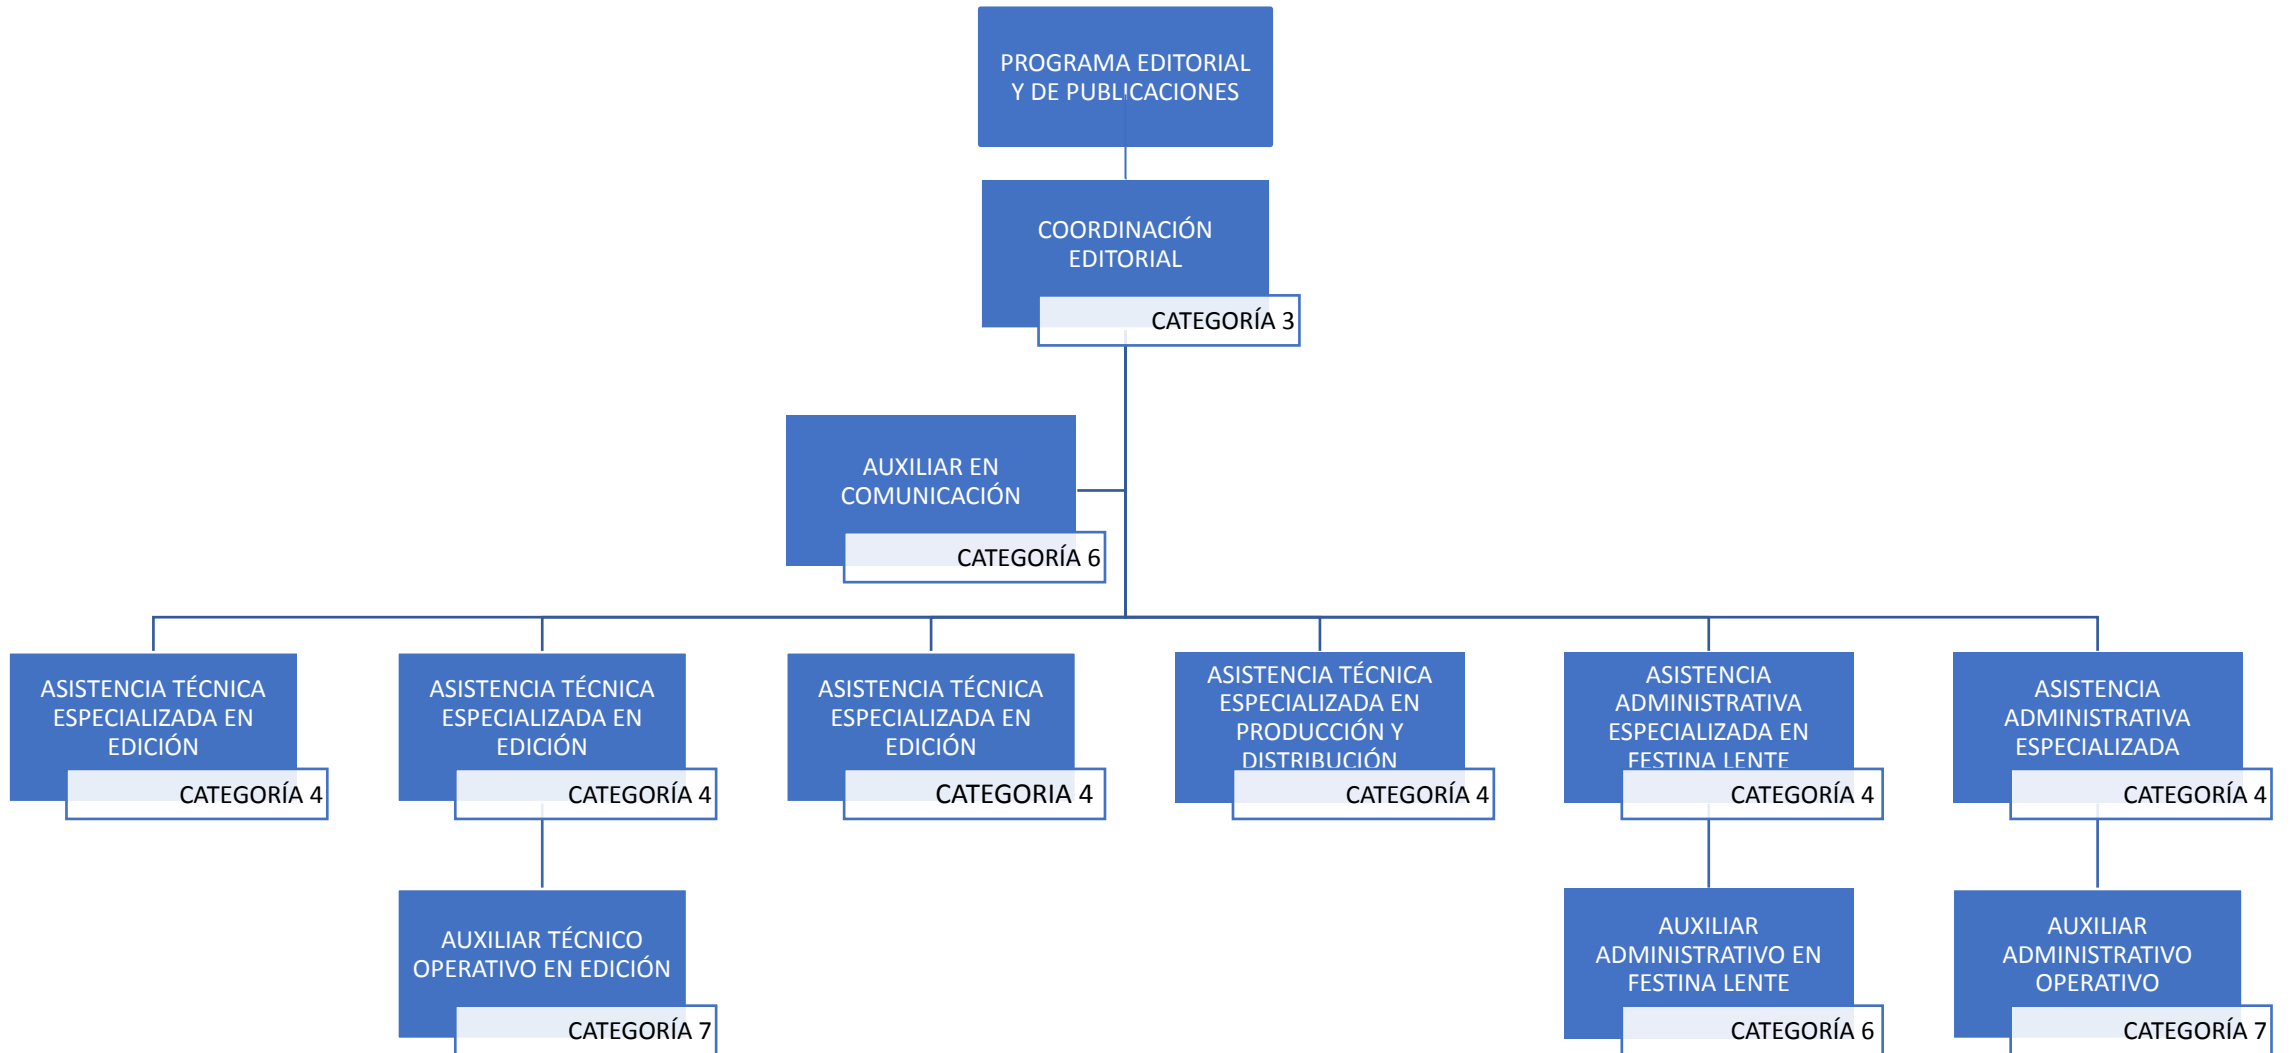 PROGRAMA EDITORIAL
Y DE PUBLICACIONES
COORDINACIÓN
EDITORIAL
CATEGORÍA 3
AUXILIAR EN
COMUNICACIÓN
CATEGORÍA 6
ASISTENCIA TÉCNICA
ESPECIALIZADA EN
EDICIÓN
CATEGORÍA 4
ASISTENCIA TÉCNICA
ESPECIALIZADA EN
EDICIÓN
CATEGORÍA 4
ASISTENCIA TÉCNICA
ESPECIALIZADA EN
EDICIÓN
CATEGORIA 4
ASISTENCIA TÉCNICA
ESPECIALIZADA EN
PRODUCCIÓN Y
DISTRIBUCIÓN
CATEGORÍA 4
ASISTENCIA
ADMINISTRATIVA
ESPECIALIZADA EN
FESTINA LENTE
CATEGORÍA 4
ASISTENCIA
ADMINISTRATIVA
ESPECIALIZADA
CATEGORÍA 4
AUXILIAR TÉCNICO
OPERATIVO EN EDICIÓN
CATEGORÍA 7
AUXILIAR
ADMINISTRATIVO EN
FESTINA LENTE
CATEGORÍA 6
AUXILIAR
ADMINISTRATIVO
OPERATIVO
CATEGORÍA 7